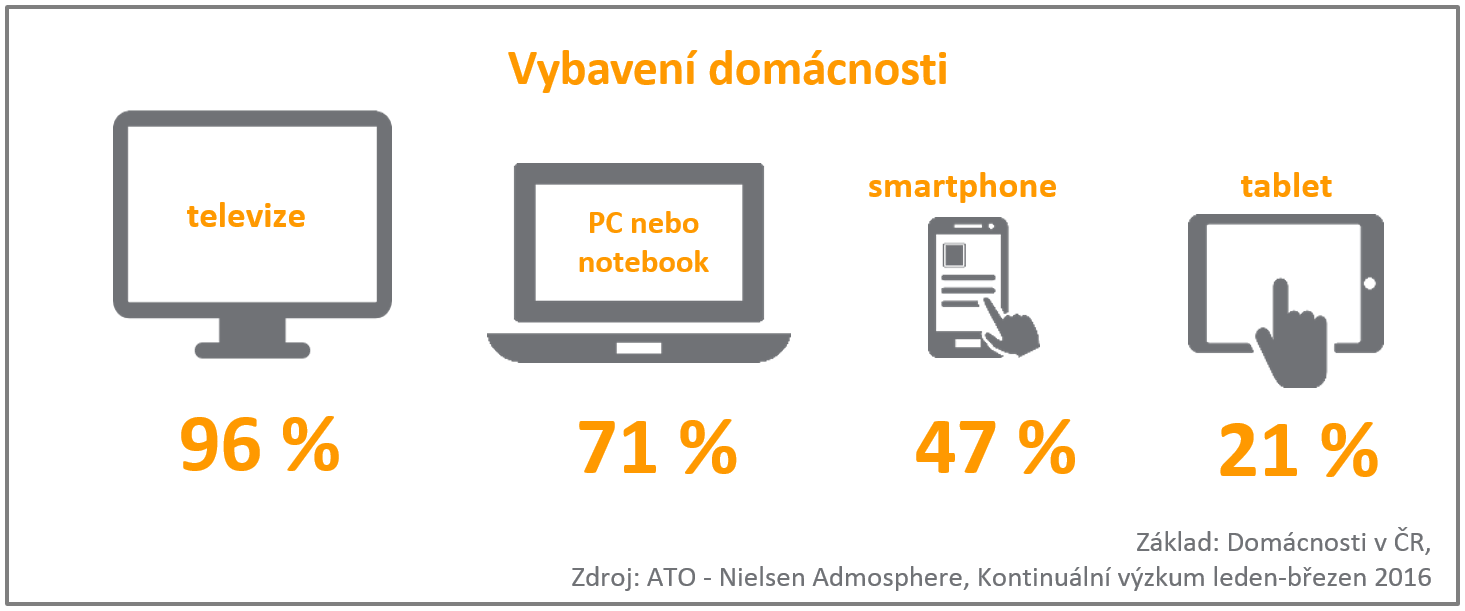 Vybavení domácnosti
televize
PC nebo
notebook
smartphone
tablet
96 %
71 %
47 %
21 %
Základ: Domácnosti v ČR,
Zdroj: ATO - Nielsen Admosphere, Kontinuální výzkum leden-březen 2016